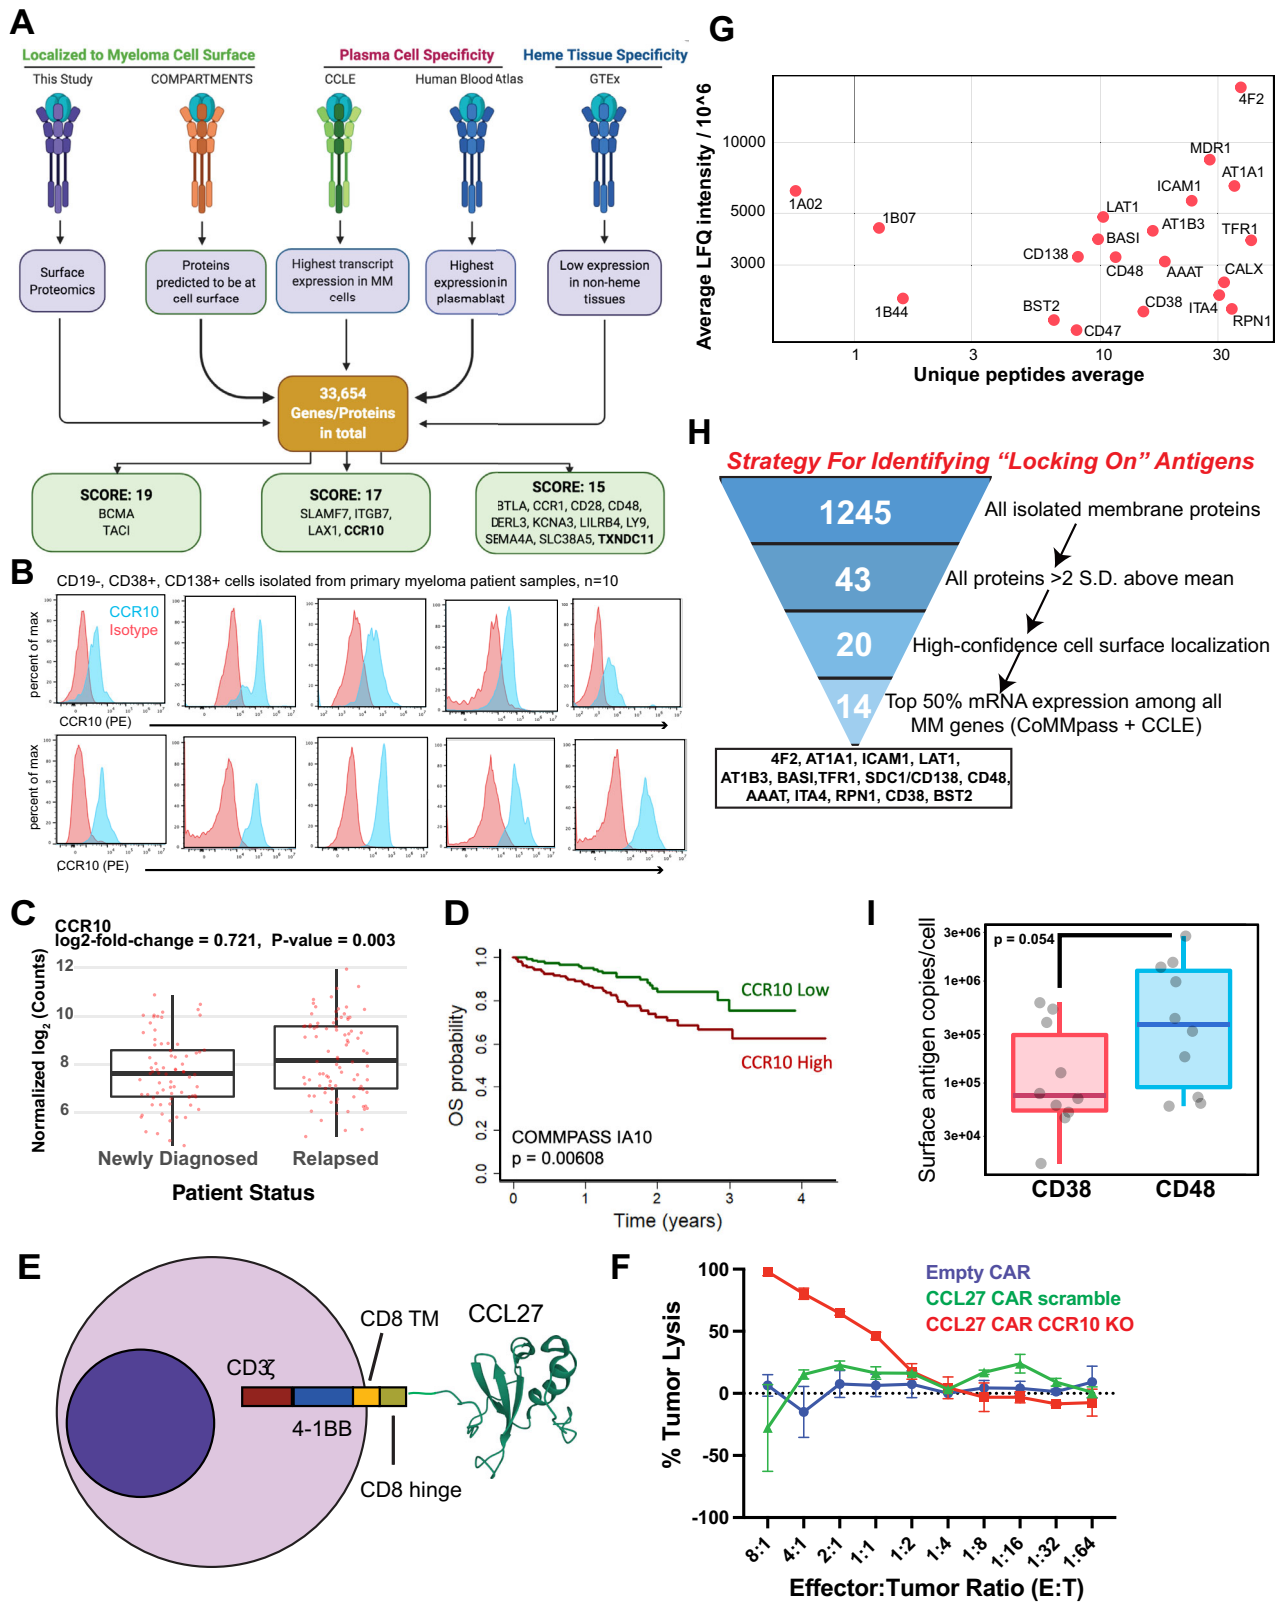 A
Localized to Myeloma Cell Surface
Plasma Cell Specificity
Heme Tissue Specificity
This Study
COMPARTMENTS
CCLE
Human Blood Atlas
GTEx
Surface
Proteomics
Proteins
predicted to be at
cell surface
Highest transcript
expression in MM
cells
Highest
expression in
plasmablast
Low expression
in non-heme
tissues
33,654
Genes/Proteins
in total
SCORE: 19
BCMA
TACI
SCORE: 17
SLAMF7, ITGB7,
LAX1, CCR10
SCORE: 15
BTLA, CCR1, CD28, CD48,
DERL3, KCNA3, LILRB4, LY9,
SEMA4A, SLC38A5, TXNDC11
B
CD19-, CD38+, CD138+ cells isolated from primary myeloma patient samples, n=10
percent of max
CCR10
Isotype
CCR10 (PE)
percent of max
CCR10 (PE)
C
CCR10
log2-fold-change = 0.721, P-value = 0.003
Normalized log2 (Counts)
12
10
8
6
Newly Diagnosed
Relapsed
Patient Status
D
OS probability
1.0
0.8
0.6
0.4
0.2
0.0
CCR10 Low
CCR10 High
COMMPASS IA10
p = 0.00608
0 1 2 3 4
Time (years)
E
CD3ζ
4-1BB
CD8 TM
CD8 hinge
CCL27
F
% Tumor Lysis
100
50
0
-50
-100
Empty CAR
CCL27 CAR scramble
CCL27 CAR CCR10 KO
8:1 4:1 2:1 1:1 1:2 1:4 1:8 1:16 1:32 1:64
Effector:Tumor Ratio (E:T)
G
Average LFQ intensity / 10^6
10000
5000
3000
4F2
MDR1
AT1A1
ICAM1
1A02
LAT1
1B07
AT1B3
TFR1
BASI
CD138
CD48
AAAT
CALX
1B44
BST2
CD38
ITA4
RPN1
CD47
1 3 10 30
Unique peptides average
H
Strategy For Identifying “Locking On” Antigens
1245
All isolated membrane proteins
43
All proteins >2 S.D. above mean
20
High-confidence cell surface localization
14
Top 50% mRNA expression among all
MM genes (CoMMpass + CCLE)
4F2, AT1A1, ICAM1, LAT1,
AT1B3, BASI,TFR1, SDC1/CD138, CD48,
AAAT, ITA4, RPN1, CD38, BST2
I
Surface antigen copies/cell
3e+06
1e+06
3e+05
1e+05
3e+04
p = 0.054
CD38
CD48